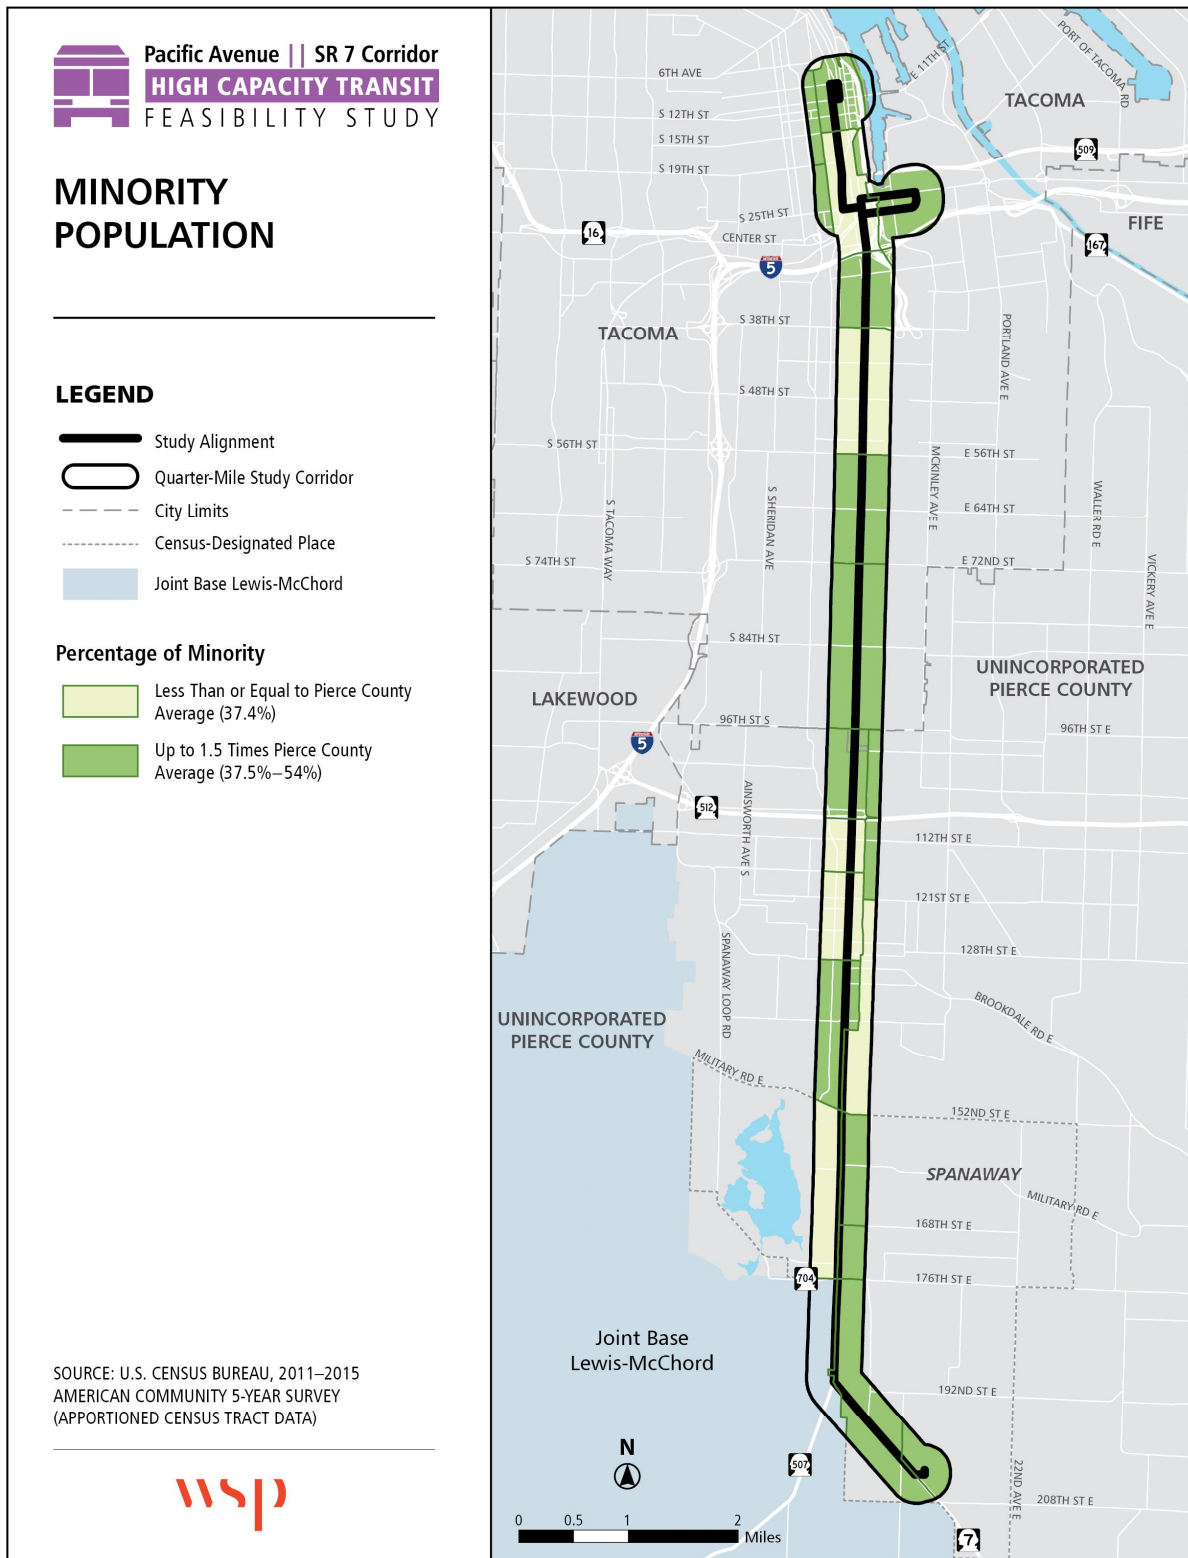 Pacific Avenue || SR 7 Corridor
HIGH CAPACITY TRANSIT
FEASIBILITY STUDY
MINORITY
POPULATION
LEGEND
Study Alignment
Quarter-Mile Study Corridor
City Limits
Census-Designated Place
Joint Base Lewis-McChord
Percentage of Minority
Less Than or Equal to Pierce County
Average (37.4%)
Up to 1.5 Times Pierce County
Average (37.5%–54%)
SOURCE: U.S. CENSUS BUREAU, 2011–2015
AMERICAN COMMUNITY 5-YEAR SURVEY
(APPORTIONED CENSUS TRACT DATA)
wsp
6TH AVE
E 11TH ST
PORT OF TACOMA RD
TACOMA
S 12TH ST
S 15TH ST
509
S 19TH ST
S 25TH ST
FIFE
16
CENTER ST
167
5
TACOMA
S 38TH ST
PORTLAND AVE E
S 48TH ST
S 56TH ST
E 56TH ST
MCKINLEY AVE E
S TACOMA WAY
S SHERIDAN AVE
WALLER RD E
E 64TH ST
S 74TH ST
E 72ND ST
VICKERY AVE E
S 84TH ST
UNINCORPORATED
PIERCE COUNTY
LAKEWOOD
96TH ST S
96TH ST E
5
512
AINSWORTH AVE S
112TH ST E
121ST ST E
SPANAWAY LOOP RD
128TH ST E
BROOKDALE RD E
UNINCORPORATED
PIERCE COUNTY
MILITARY RD E
152ND ST E
SPANAWAY
MILITARY RD E
168TH ST E
704
176TH ST E
Joint Base
Lewis-McChord
192ND ST E
N
507
22ND AVE E
208TH ST E
0 0.5 1 2
Miles
7